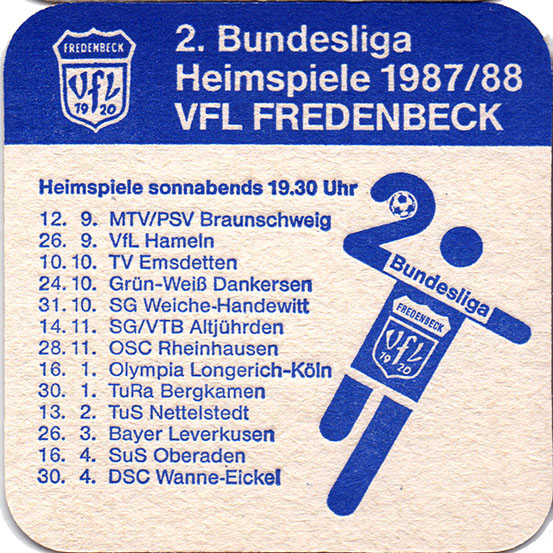 FREDENBECK
VfL
19 20
2. Bundesliga
Heimspiele 1987/88
VFL FREDENBECK
Heimspiele sonnabends 19.30 Uhr
12. 9. MTV/PSV Braunschweig
26. 9. VfL Hameln
10. 10. TV Emsdetten
24. 10. Grün-Weiß Dankersen
31. 10. SG Weiche-Handewitt
14. 11. SG/VTB Altjührden
28. 11. OSC Rheinhausen
16. 1. Olympia Longerich-Köln
30. 1. TuRa Bergkamen
13. 2. TuS Nettelstedt
26. 3. Bayer Leverkusen
16. 4. SuS Oberaden
30. 4. DSC Wanne-Eickel
2
Bundesliga
FREDENBECK
VfL
19 20